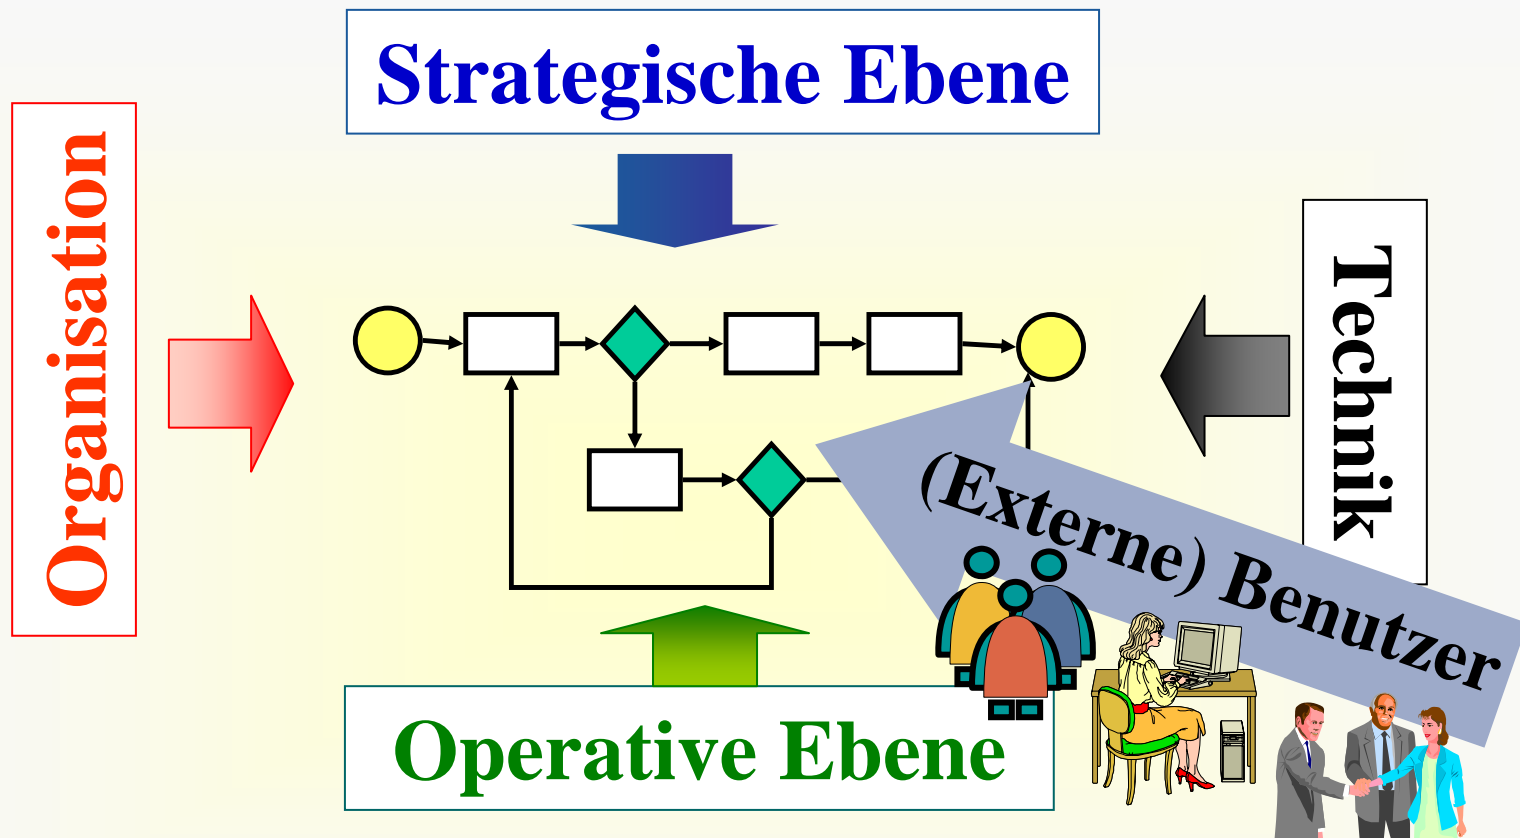 Strategische Ebene
Organisation
Technik
(Externe) Benutzer
Operative Ebene